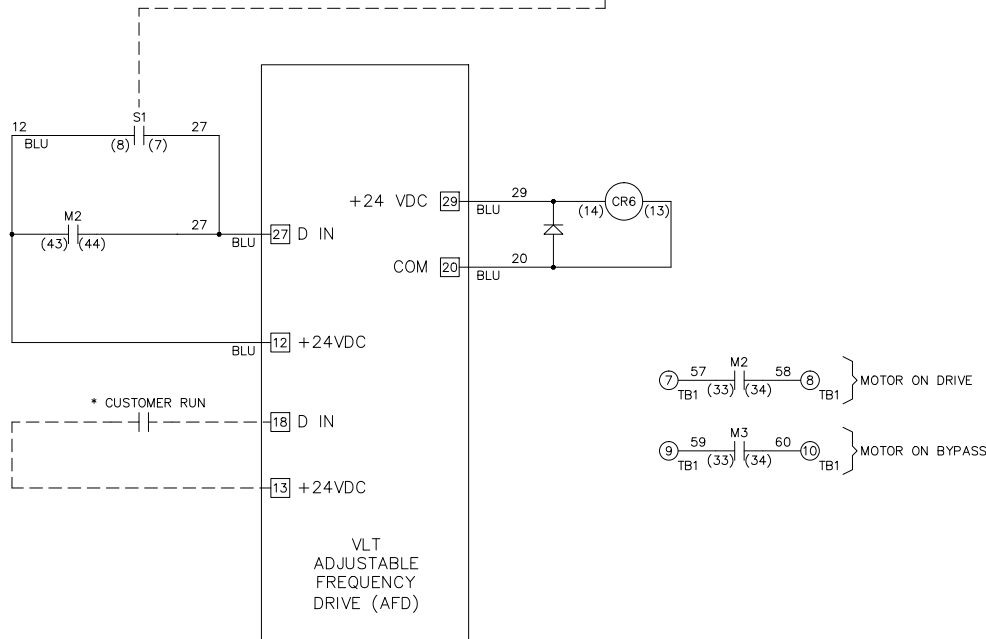 S1
12
27
BLU
(8)
(7)
M2
27
(43)
(44)
BLU
27 D IN
BLU
12 +24VDC
* CUSTOMER RUN
18 D IN
13 +24VDC
+24 VDC 29
29
BLU
(14)
CR6
(13)
COM 20
20
BLU
VLT
ADJUSTABLE
FREQUENCY
DRIVE (AFD)
M2
7
57
58
8
MOTOR ON DRIVE
TB1
(33)
(34)
TB1
M3
9
59
60
10
MOTOR ON BYPASS
TB1
(33)
(34)
TB1